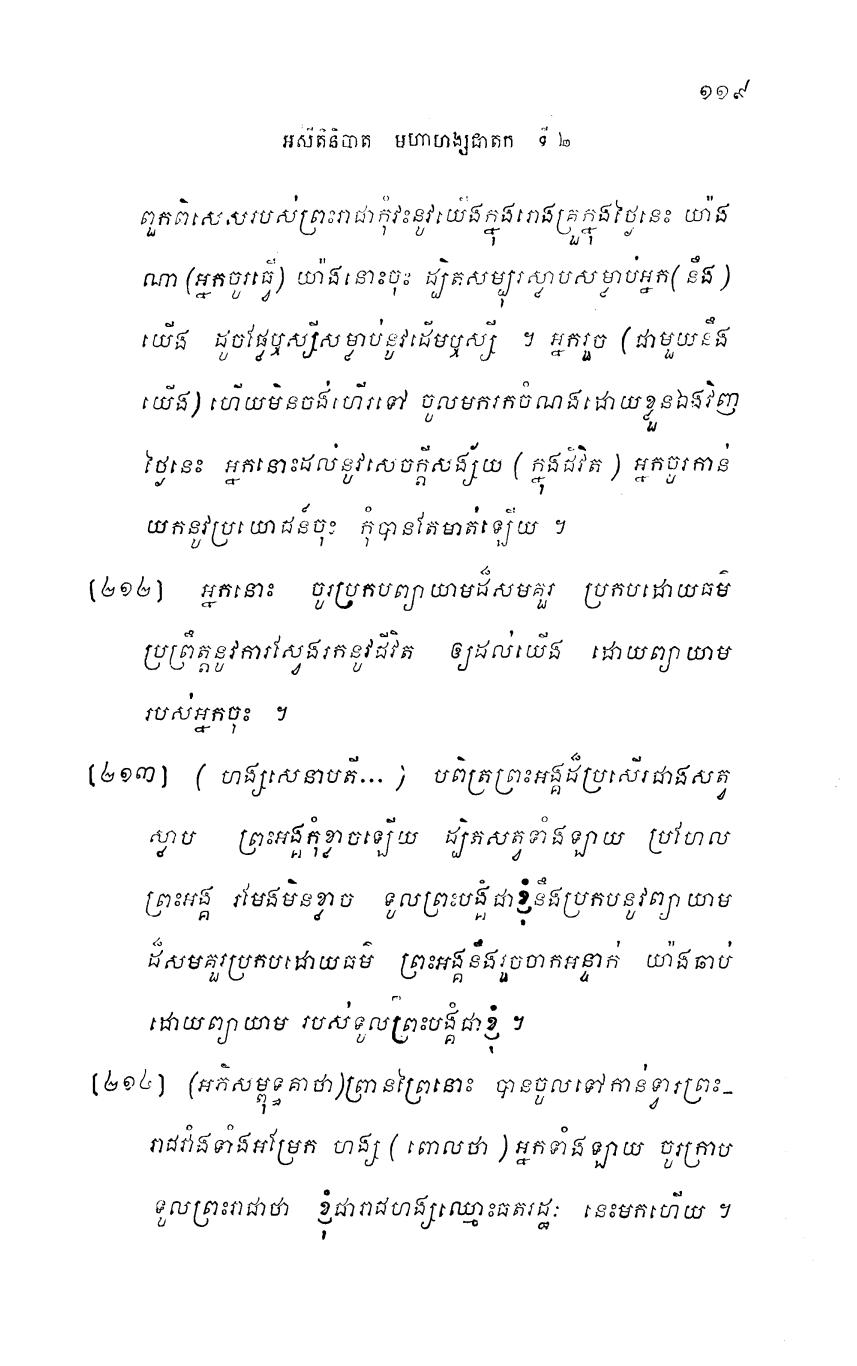 ១១៩
អសីតិនិបាត មហាហង្សជាតក ទី ២
ពួកពិសេសរបស់ព្រះរាជាកុំវះនូវយើងក្នុងរោងគ្រួក្នុងថ្ងៃនេះ យ៉ាង
ណា (អ្នកចូរធ្វើ) យ៉ាងនោះចុះ ដ្បិតសម្បុរស្លាបសម្លាប់អ្នក( នឹង )
យើង ដូចផ្លែឫស្សីសម្លាប់នូវដើមឫស្សី ។ អ្នករួច (ជាមួយនឹង
យើង) ហើយមិនចង់ហើរទៅ ចូលមករកចំណងដោយខ្លួនឯងវិញ
ថ្ងៃនេះ អ្នកនោះដល់នូវសេចក្តីសង្ស័យ ( ក្នុងជីវិត ) អ្នកចូរកាន់
យកនូវប្រយោជន៍ចុះ កុំបានតែមាត់ឡើយ ។
[២១២] អ្នកនោះ ចូរប្រកបព្យាយាមដ៏សមគួរ ប្រកបដោយធម៌
ប្រព្រឹត្តនូវការស្វែងរកនូវជីវិត ឲ្យដល់យើង ដោយព្យាយាម
របស់អ្នកចុះ ។
[២១៣] ( ហង្សសេនាបតី... ) បពិត្រព្រះអង្គដ៏ប្រសើរជាងសត្វ
ស្លាប ព្រះអង្គកុំខ្លាចឡើយ ដ្បិតសត្វទាំងឡាយ ប្រហែល
ព្រះអង្គ រមែងមិនខ្លាច ទូលព្រះបង្គំជាខ្ញុំនឹងប្រកបនូវព្យាយាម
ដ៏សមគួរប្រកបដោយធម៌ ព្រះអង្គនឹងរួចចាកអន្ទាក់ យ៉ាងឆាប់
ដោយព្យាយាម របស់ទូលព្រះបង្គំជាខ្ញុំ ។
[២១៤] (អភិសម្ពុទ្ធគាថា)ព្រានព្រៃនោះ បានចូលទៅកាន់ទ្វារព្រះ-
រាជវាំងទាំងអម្រែក ហង្ស ( ពោលថា ) អ្នកទាំងឡាយ ចូរក្រាប
ទូលព្រះរាជាថា ខ្ញុំជារាជហង្សឈ្មោះធតរដ្ឋៈ នេះមកហើយ ។